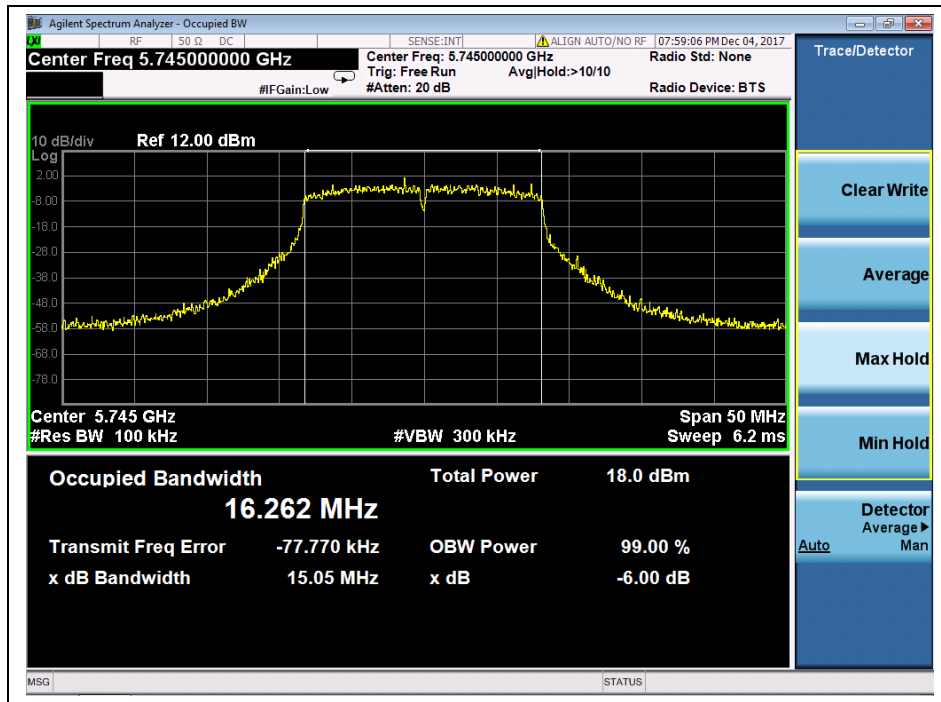 Agilent Spectrum Analyzer - Occupied BW
LXI RF 50 Ω DC SENSE:INT ALIGN AUTO/NO RF 07:59:06 PM Dec 04, 2017
Center Freq 5.745000000 GHz
Center Freq: 5.745000000 GHz
Radio Std: None
Trig: Free Run Avg|Hold:>10/10
#IFGain:Low
#Atten: 20 dB
Radio Device: BTS
10 dB/div Ref 12.00 dBm
Log
2.00
-8.00
-18.0
-28.0
-38.0
-48.0
-58.0
-68.0
-78.0
Center 5.745 GHz
Span 50 MHz
#Res BW 100 kHz
#VBW 300 kHz
Sweep 6.2 ms
Occupied Bandwidth
Total Power 18.0 dBm
16.262 MHz
Transmit Freq Error -77.770 kHz
OBW Power 99.00 %
x dB Bandwidth 15.05 MHz
x dB -6.00 dB
MSG
STATUS
Trace/Detector
Clear Write
Average
Max Hold
Min Hold
Detector
Average
Auto Man